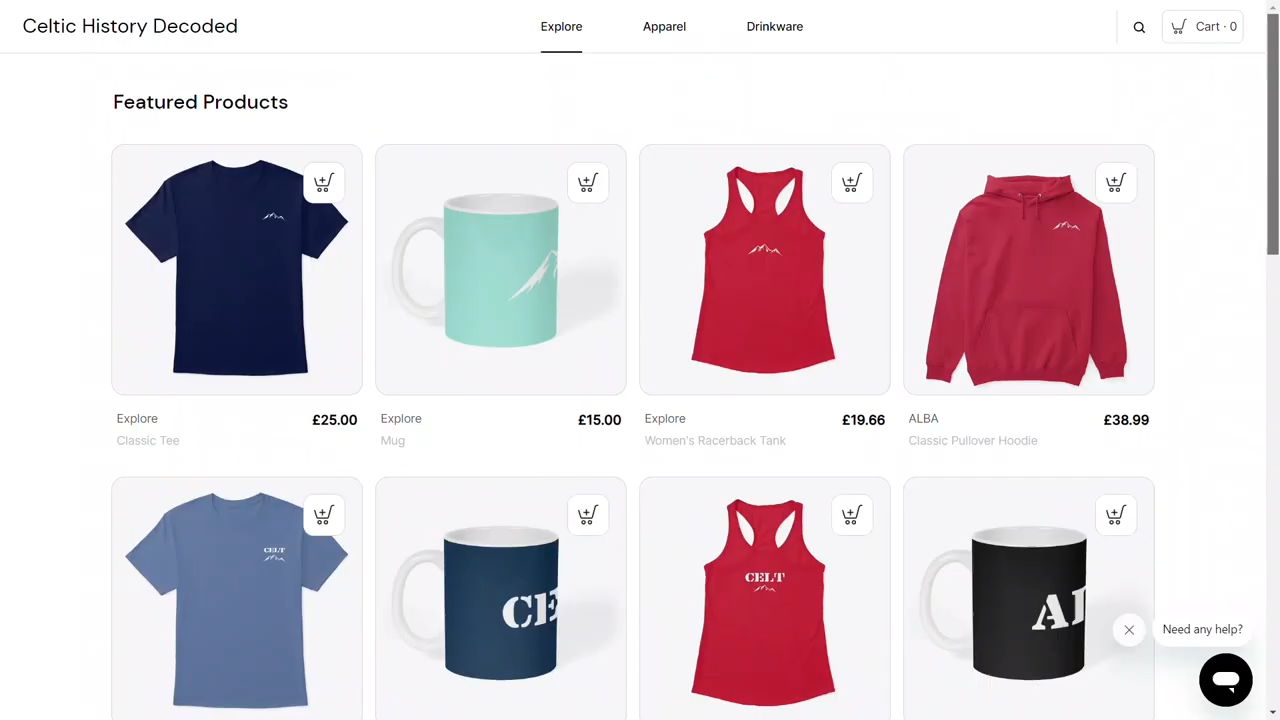 Celtic History Decoded
Explore
Apparel
Drinkware
Cart · 0
Featured Products
Explore
£25.00
Classic Tee
Explore
£15.00
Mug
Explore
£19.66
Women's Racerback Tank
ALBA
£38.99
Classic Pullover Hoodie
CELT
CE
CELT
AL
Need any help?